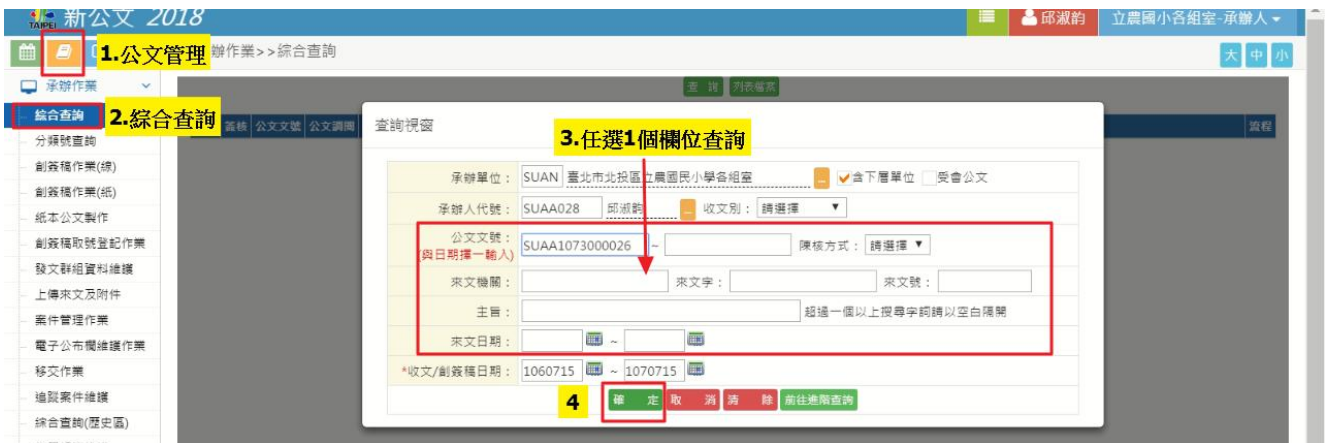 TAIPEI 新公文 2018
邱淑韵 立農國小各組室-承辦人
1.公文管理 辦作業>>綜合查詢
大 中 小
承辦作業
查 詢 列表檔案
綜合查詢 2.綜合查詢
簽核 公文文號 公文調閱 流程
查詢視窗
3.任選1個欄位查詢
分類號查詢
創簽稿作業(線)
創簽稿作業(紙)
紙本公文製作
創簽稿取號登記作業
發文群組資料維護
上傳來文及附件
案件管理作業
電子公布欄維護作業
移交作業
追蹤案件維護
綜合查詢(歷史區)
承辦單位: SUAN 臺北市北投區立農國民小學各組室 含下層單位 受會公文
承辦人代號: SUAA028 邱淑韵 收文別: 請選擇
公文文號: SUAA1073000026 ~ 陳核方式: 請選擇
(與日期擇一輸入)
來文機關: 來文字: 來文號:
主旨: 超過一個以上搜尋字詞請以空白隔開
來文日期: ~
*收文/創簽稿日期: 1060715 ~ 1070715
4 確 定 取 消 清 除 前往進階查詢